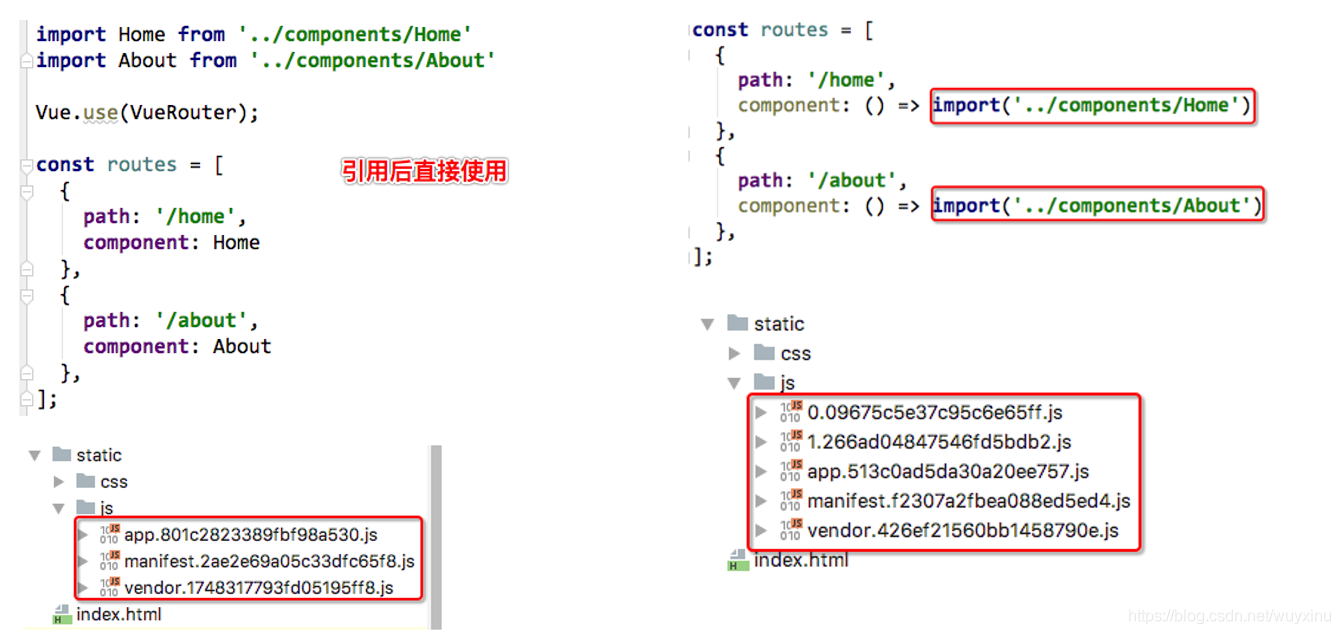 import Home from '../components/Home'
import About from '../components/About'
Vue.use(VueRouter);
const routes = [
{
path: '/home',
component: Home
},
{
path: '/about',
component: About
},
];
引用后直接使用
static
css
js
app.801c2823389fbf98a530.js
manifest.2ae2e69a05c33dfc65f8.js
vendor.1748317793fd05195ff8.js
index.html
const routes = [
{
path: '/home',
component: () => import('../components/Home')
},
{
path: '/about',
component: () => import('../components/About')
},
];
static
css
js
0.09675c5e37c95c6e65ff.js
1.266ad04847546fd5bdb2.js
app.513c0ad5da30a20ee757.js
manifest.f2307a2fbea088ed5ed4.js
vendor.426ef21560bb1458790e.js
index.html
https://blog.csdn.net/wuyxinu